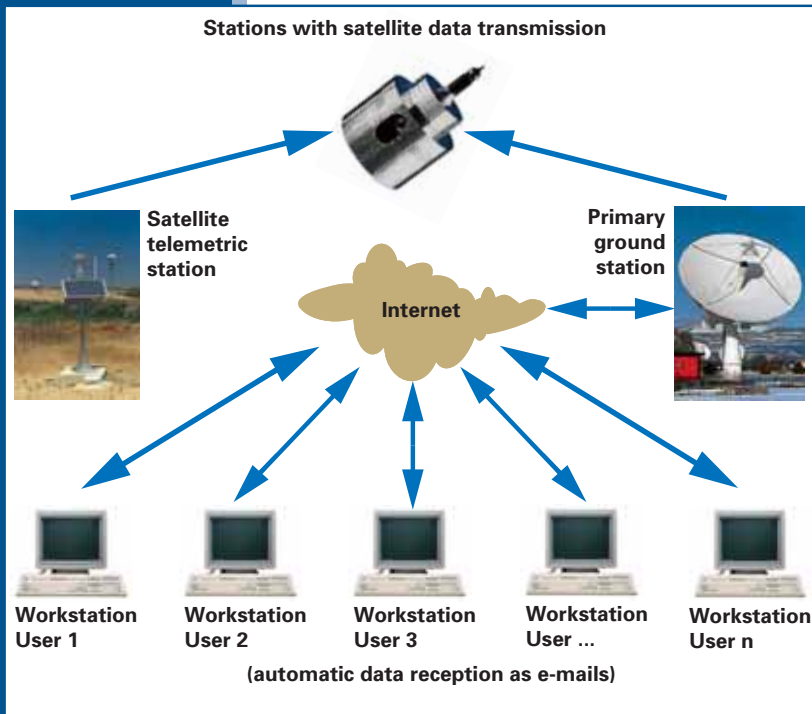 Stations with satellite data transmission
Satellite
telemetric
station
Primary
ground
station
Internet
Workstation
User 1
Workstation
User 2
Workstation
User 3
Workstation
User ...
Workstation
User n
(automatic data reception as e-mails)